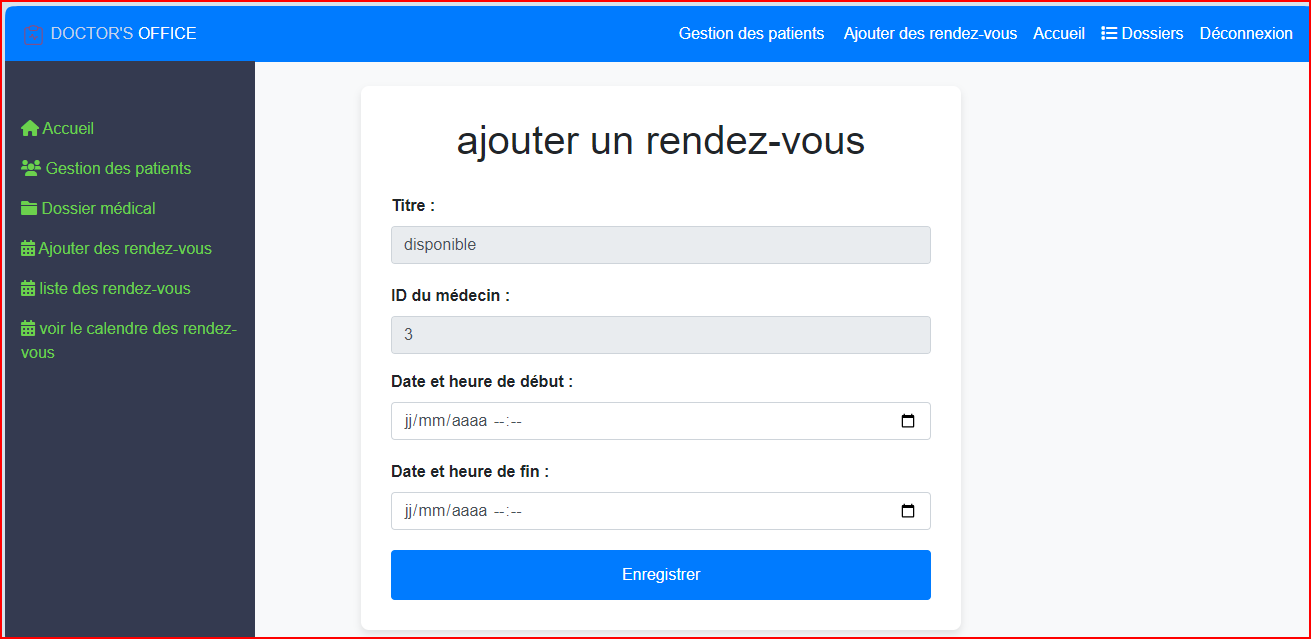 DOCTOR'S OFFICE
Gestion des patients Ajouter des rendez-vous Accueil Dossiers Déconnexion
Accueil
Gestion des patients
Dossier médical
Ajouter des rendez-vous
liste des rendez-vous
voir le calendre des rendez-
vous
ajouter un rendez-vous
Titre :
disponible
ID du médecin :
3
Date et heure de début :
jj/mm/aaaa --:--
Date et heure de fin :
jj/mm/aaaa --:--
Enregistrer